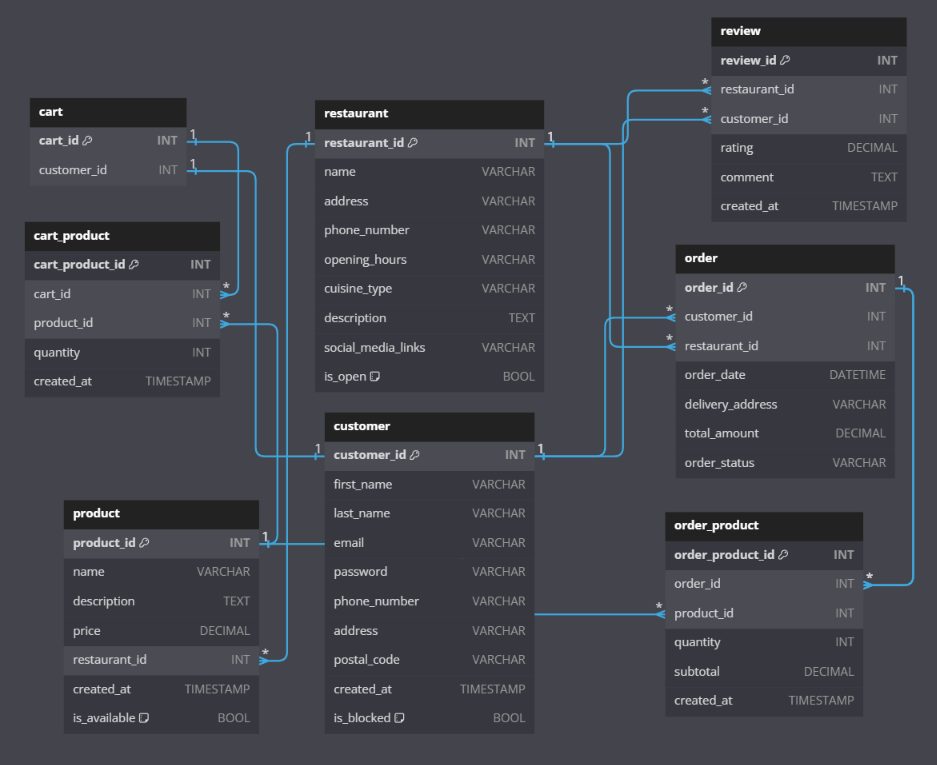 cart
cart_id INT
customer_id INT
1
1
cart_product
cart_product_id INT
cart_id INT
product_id INT
quantity INT
created_at TIMESTAMP
*
*
product
product_id INT
name VARCHAR
description TEXT
price DECIMAL
restaurant_id INT
created_at TIMESTAMP
is_available BOOL
1
*
restaurant
restaurant_id INT
name VARCHAR
address VARCHAR
phone_number VARCHAR
opening_hours VARCHAR
cuisine_type VARCHAR
description TEXT
social_media_links VARCHAR
is_open BOOL
1
1
customer
customer_id INT
first_name VARCHAR
last_name VARCHAR
email VARCHAR
password VARCHAR
phone_number VARCHAR
address VARCHAR
postal_code VARCHAR
created_at TIMESTAMP
is_blocked BOOL
1
1
review
review_id INT
restaurant_id INT
customer_id INT
rating DECIMAL
comment TEXT
created_at TIMESTAMP
*
*
order
order_id INT
customer_id INT
restaurant_id INT
order_date DATETIME
delivery_address VARCHAR
total_amount DECIMAL
order_status VARCHAR
1
*
*
order_product
order_product_id INT
order_id INT
product_id INT
quantity INT
subtotal DECIMAL
created_at TIMESTAMP
*
*